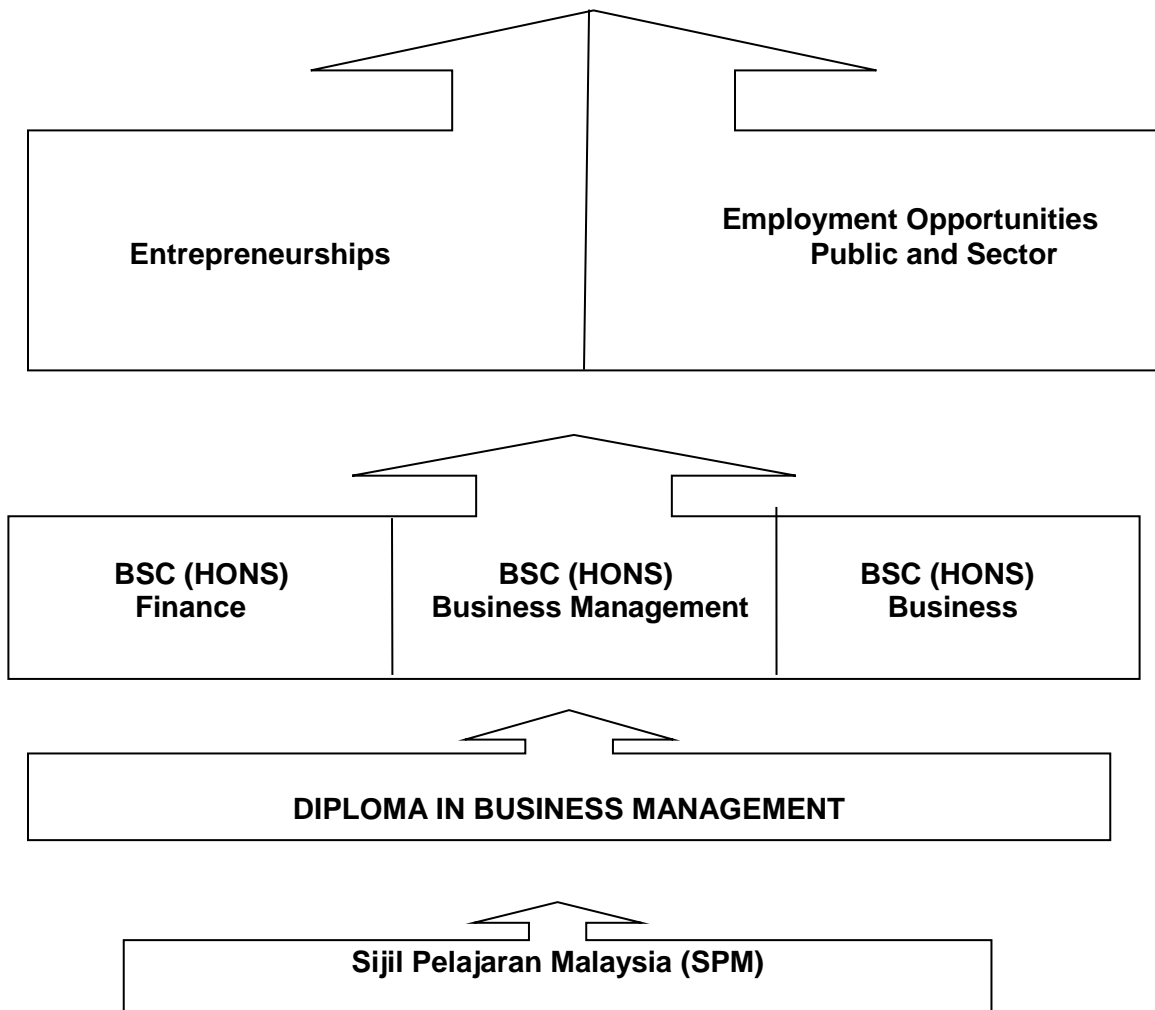 Entrepreneurships
Employment Opportunities
Public and Sector
BSC (HONS)
Finance
BSC (HONS)
Business Management
BSC (HONS)
Business
DIPLOMA IN BUSINESS MANAGEMENT
Sijil Pelajaran Malaysia (SPM)